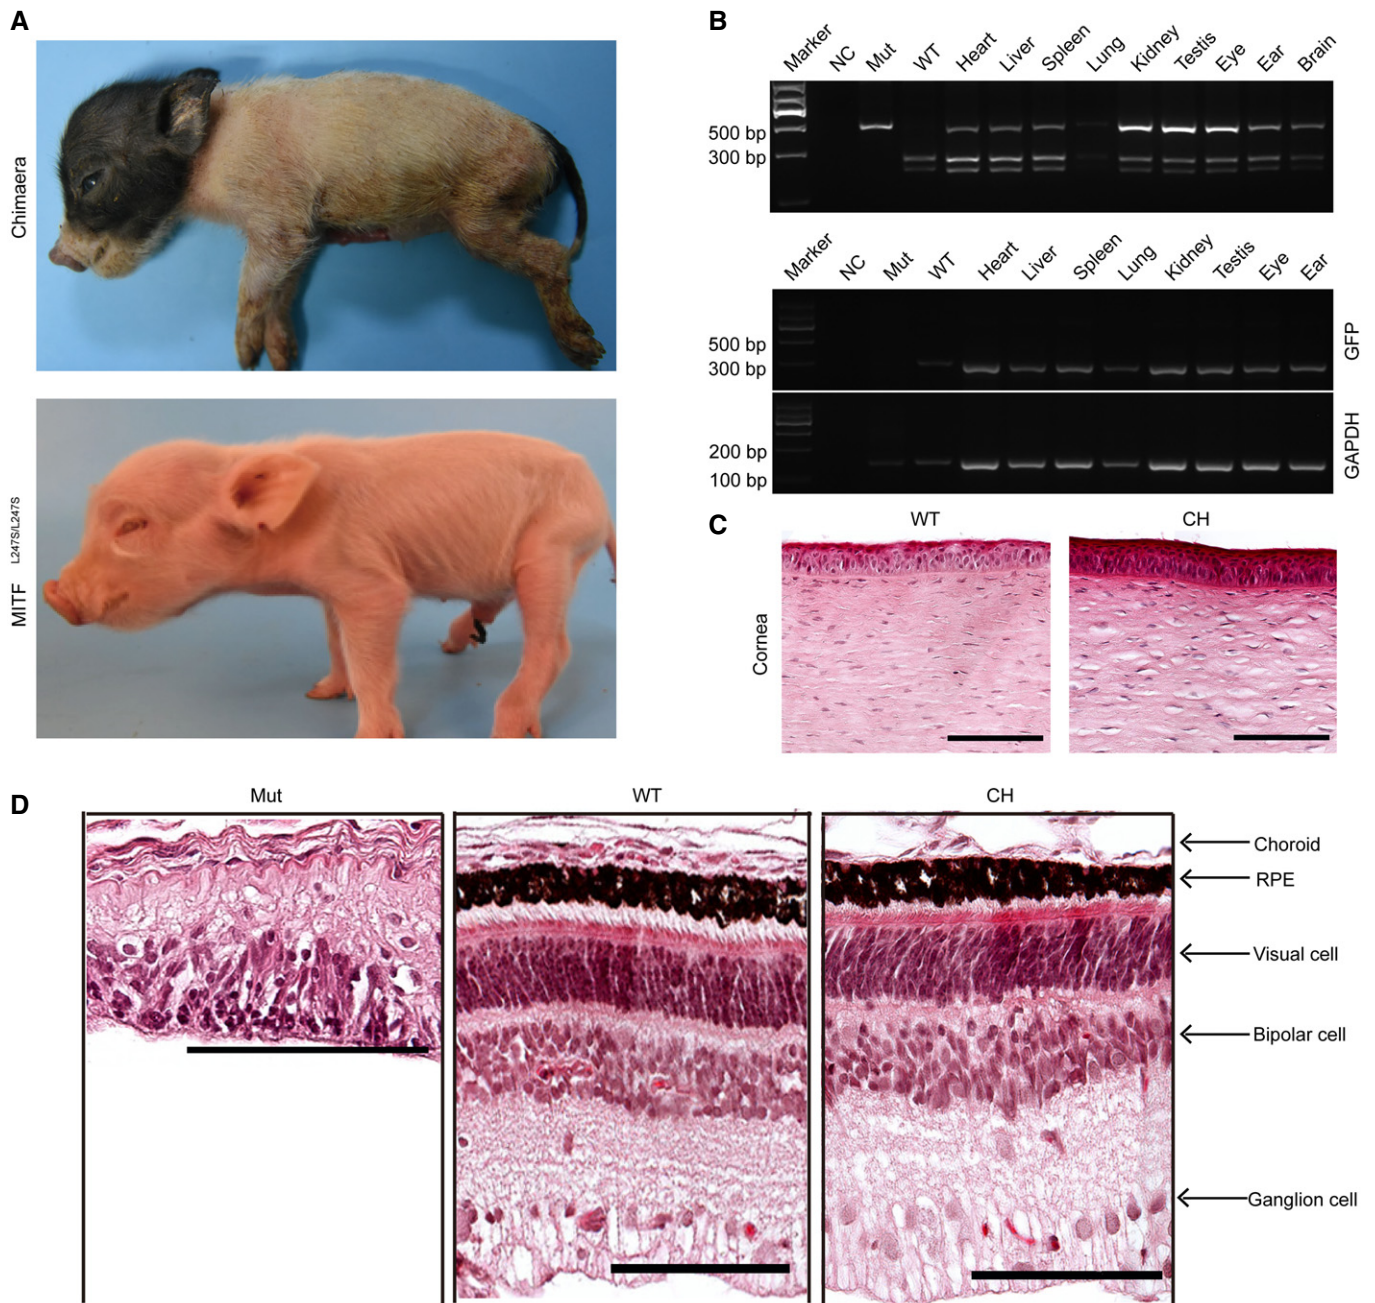 A
Chimaera
MITF L247S/L247S
B
Marker NC Mut WT Heart Liver Spleen Lung Kidney Testis Eye Ear Brain
500 bp
300 bp
Marker NC Mut WT Heart Liver Spleen Lung Kidney Testis Eye Ear
500 bp
300 bp
GFP
200 bp
100 bp
GAPDH
C
WT CH
Cornea
D
Mut WT CH
Choroid
RPE
Visual cell
Bipolar cell
Ganglion cell